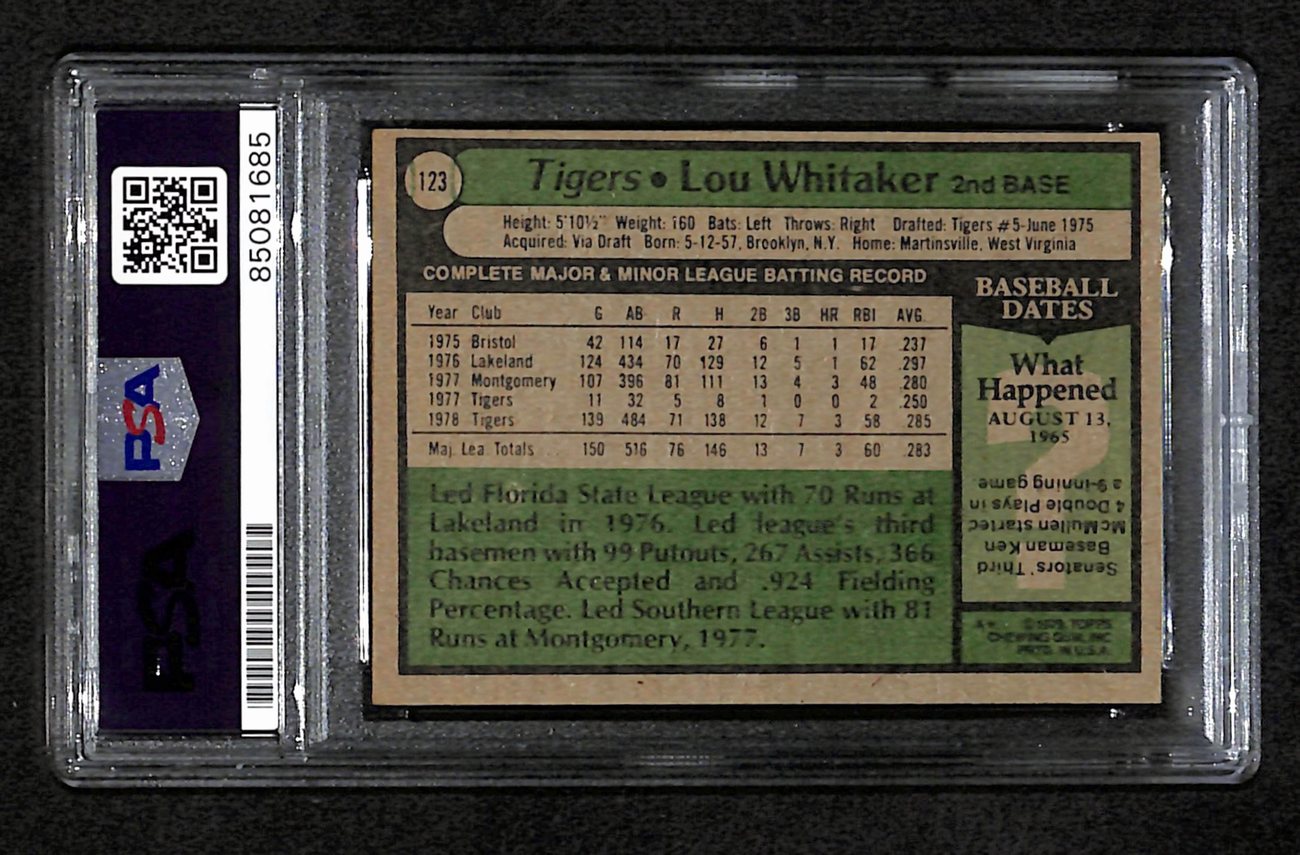 PSA
PSA
85081685
123
Tigers • Lou Whitaker 2nd BASE
Height: 5'10½" Weight: 160 Bats: Left Throws: Right Drafted: Tigers #5-June 1975
Acquired: Via Draft Born: 5-12-57, Brooklyn, N.Y. Home: Martinsville, West Virginia
COMPLETE MAJOR & MINOR LEAGUE BATTING RECORD
Year Club G AB R H 2B 3B HR RBI AVG.
1975 Bristol 42 114 17 27 6 1 1 17 .237
1976 Lakeland 124 434 70 129 12 5 1 62 .297
1977 Montgomery 107 396 81 111 13 4 3 48 .280
1977 Tigers 11 32 5 8 1 0 0 2 .250
1978 Tigers 139 484 71 138 12 7 3 58 .285
Maj. Lea. Totals 150 516 76 146 13 7 3 60 .283
Led Florida State League with 70 Runs at
Lakeland in 1976. Led league's third
basemen with 99 Putouts, 267 Assists, 366
Chances Accepted and .924 Fielding
Percentage. Led Southern League with 81
Runs at Montgomery, 1977.
BASEBALL
DATES
?
What
Happened
AUGUST 13,
1965
Senators' Third
Baseman Ken
McMullen started
4 Double Plays in
a 9-inning game.
© 1979 TOPPS
CHEWING GUM, INC.
PRTD. IN U.S.A.